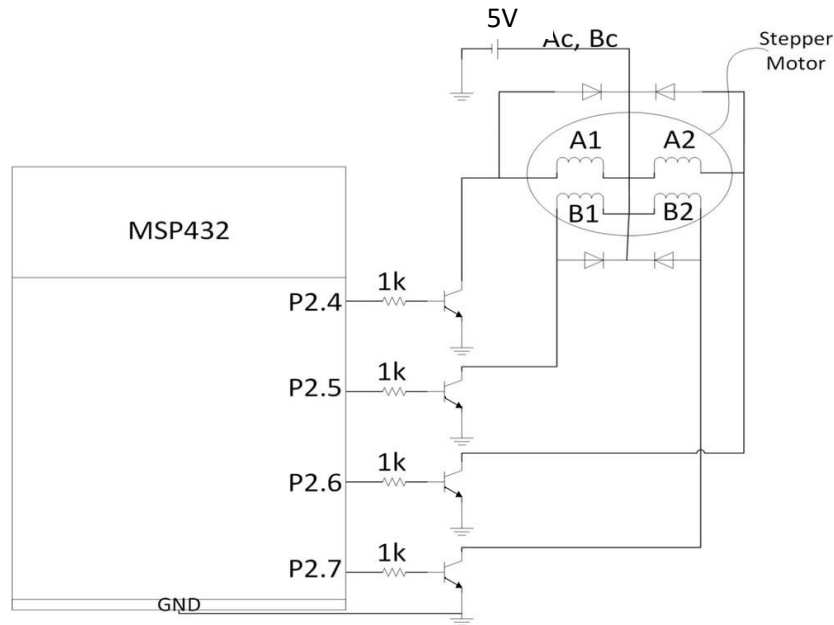 5V
Ac, Bc
Stepper
Motor
A1
A2
B1
B2
MSP432
1k
P2.4
1k
P2.5
1k
P2.6
1k
P2.7
GND